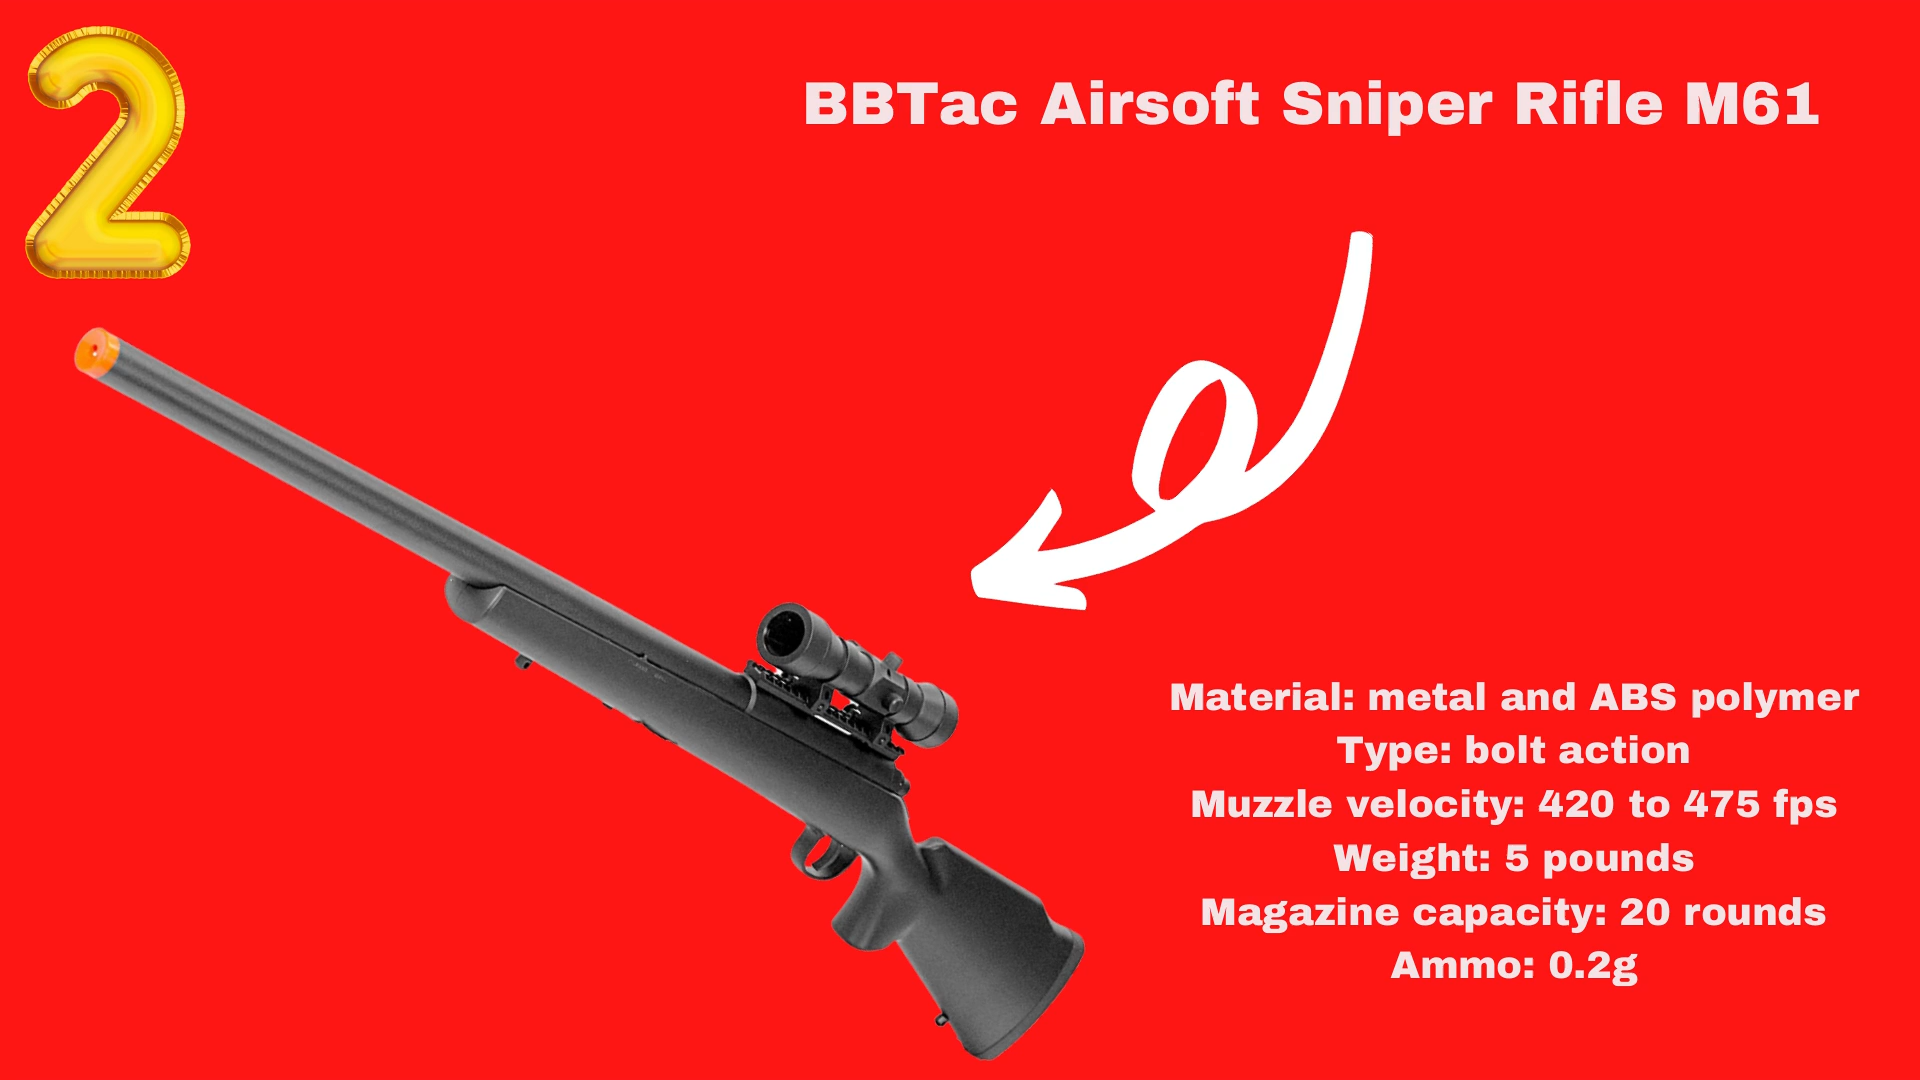 2
BBTac Airsoft Sniper Rifle M61
Material: metal and ABS polymer
Type: bolt action
Muzzle velocity: 420 to 475 fps
Weight: 5 pounds
Magazine capacity: 20 rounds
Ammo: 0.2g